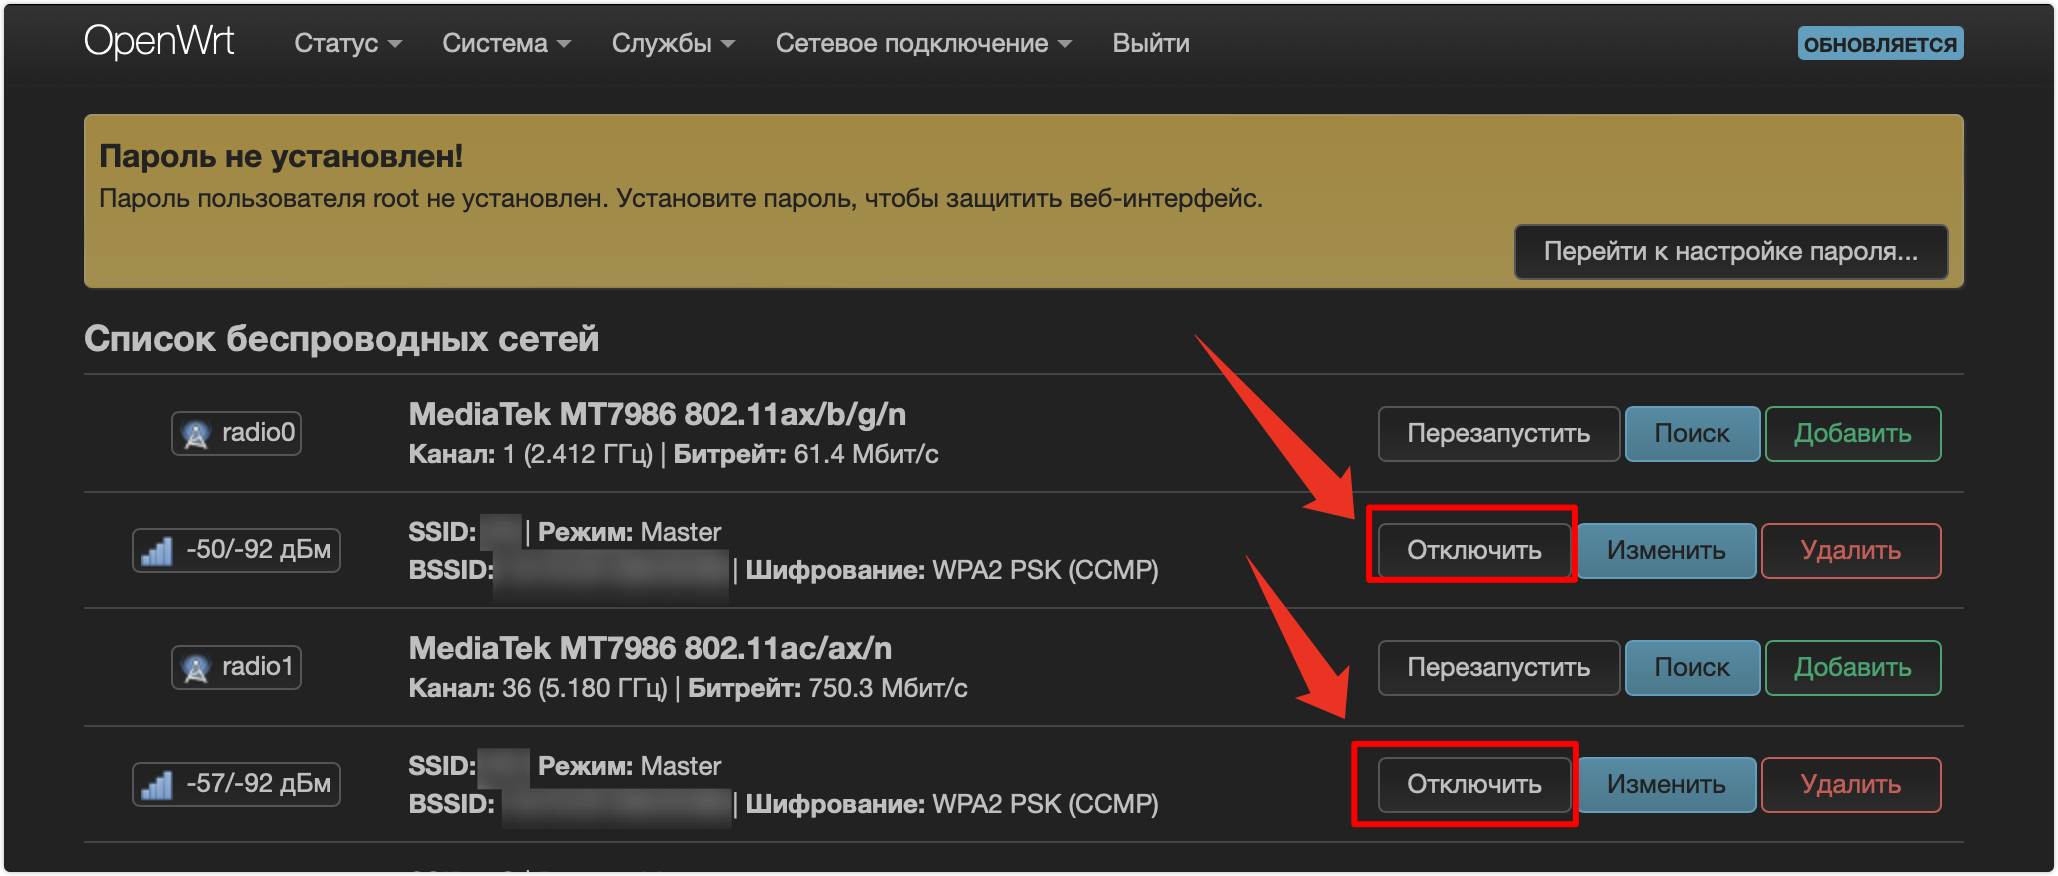 OpenWrt Статус Система Службы Сетевое подключение Выйти ОБНОВЛЯЕТСЯ
Пароль не установлен!
Пароль пользователя root не установлен. Установите пароль, чтобы защитить веб-интерфейс.
Перейти к настройке пароля...
Список беспроводных сетей
radio0
MediaTek MT7986 802.11ax/b/g/n
Канал: 1 (2.412 ГГц) | Битрейт: 61.4 Мбит/с
Перезапустить Поиск Добавить
-50/-92 дБм
SSID: | Режим: Master
BSSID: | Шифрование: WPA2 PSK (CCMP)
Отключить Изменить Удалить
radio1
MediaTek MT7986 802.11ac/ax/n
Канал: 36 (5.180 ГГц) | Битрейт: 750.3 Мбит/с
Перезапустить Поиск Добавить
-57/-92 дБм
SSID: Режим: Master
BSSID: | Шифрование: WPA2 PSK (CCMP)
Отключить Изменить Удалить